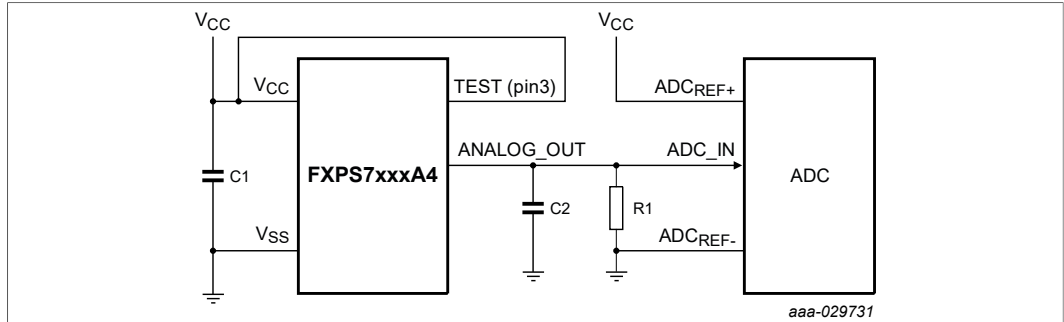 VCC
VCC
VCC
TEST (pin3)
ADCREF+
ANALOG_OUT
ADC_IN
FXPS7xxxA4
ADC
C1
C2
R1
VSS
ADCREF-
aaa-029731